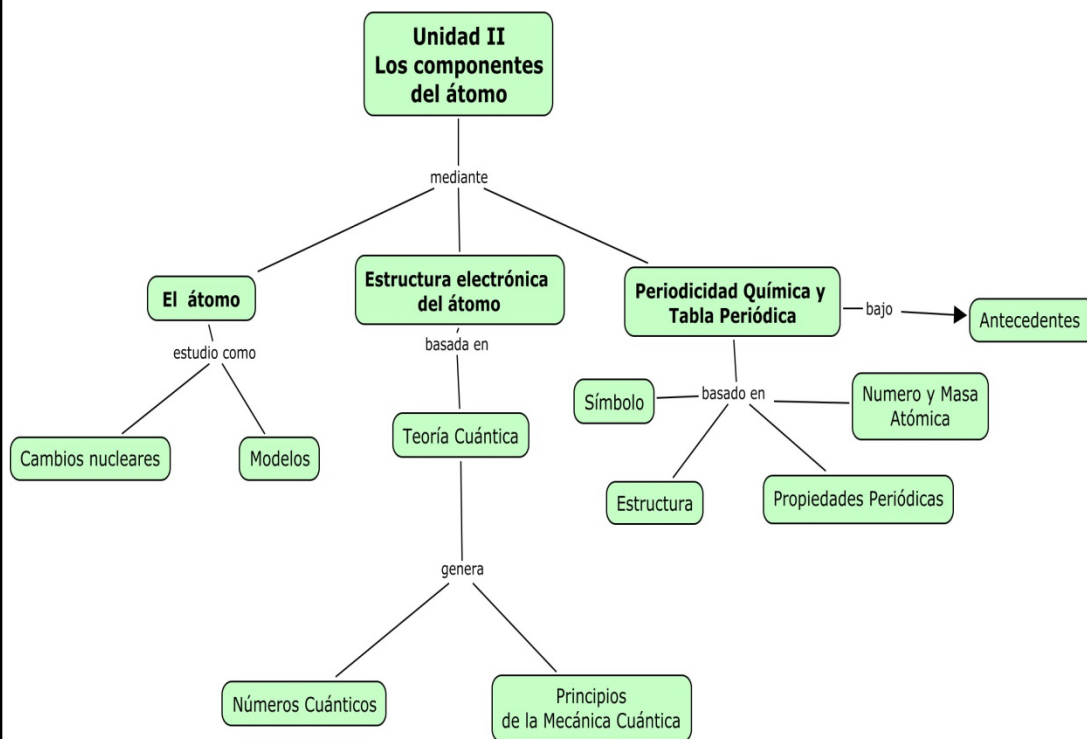 Unidad II
Los componentes
del átomo
mediante
El átomo
Estructura electrónica
del átomo
Periodicidad Química y
Tabla Periódica
bajo
Antecedentes
estudio como
basada en
basado en
Símbolo
Numero y Masa
Atómica
Cambios nucleares
Modelos
Teoría Cuántica
Estructura
Propiedades Periódicas
genera
Números Cuánticos
Principios
de la Mecánica Cuántica